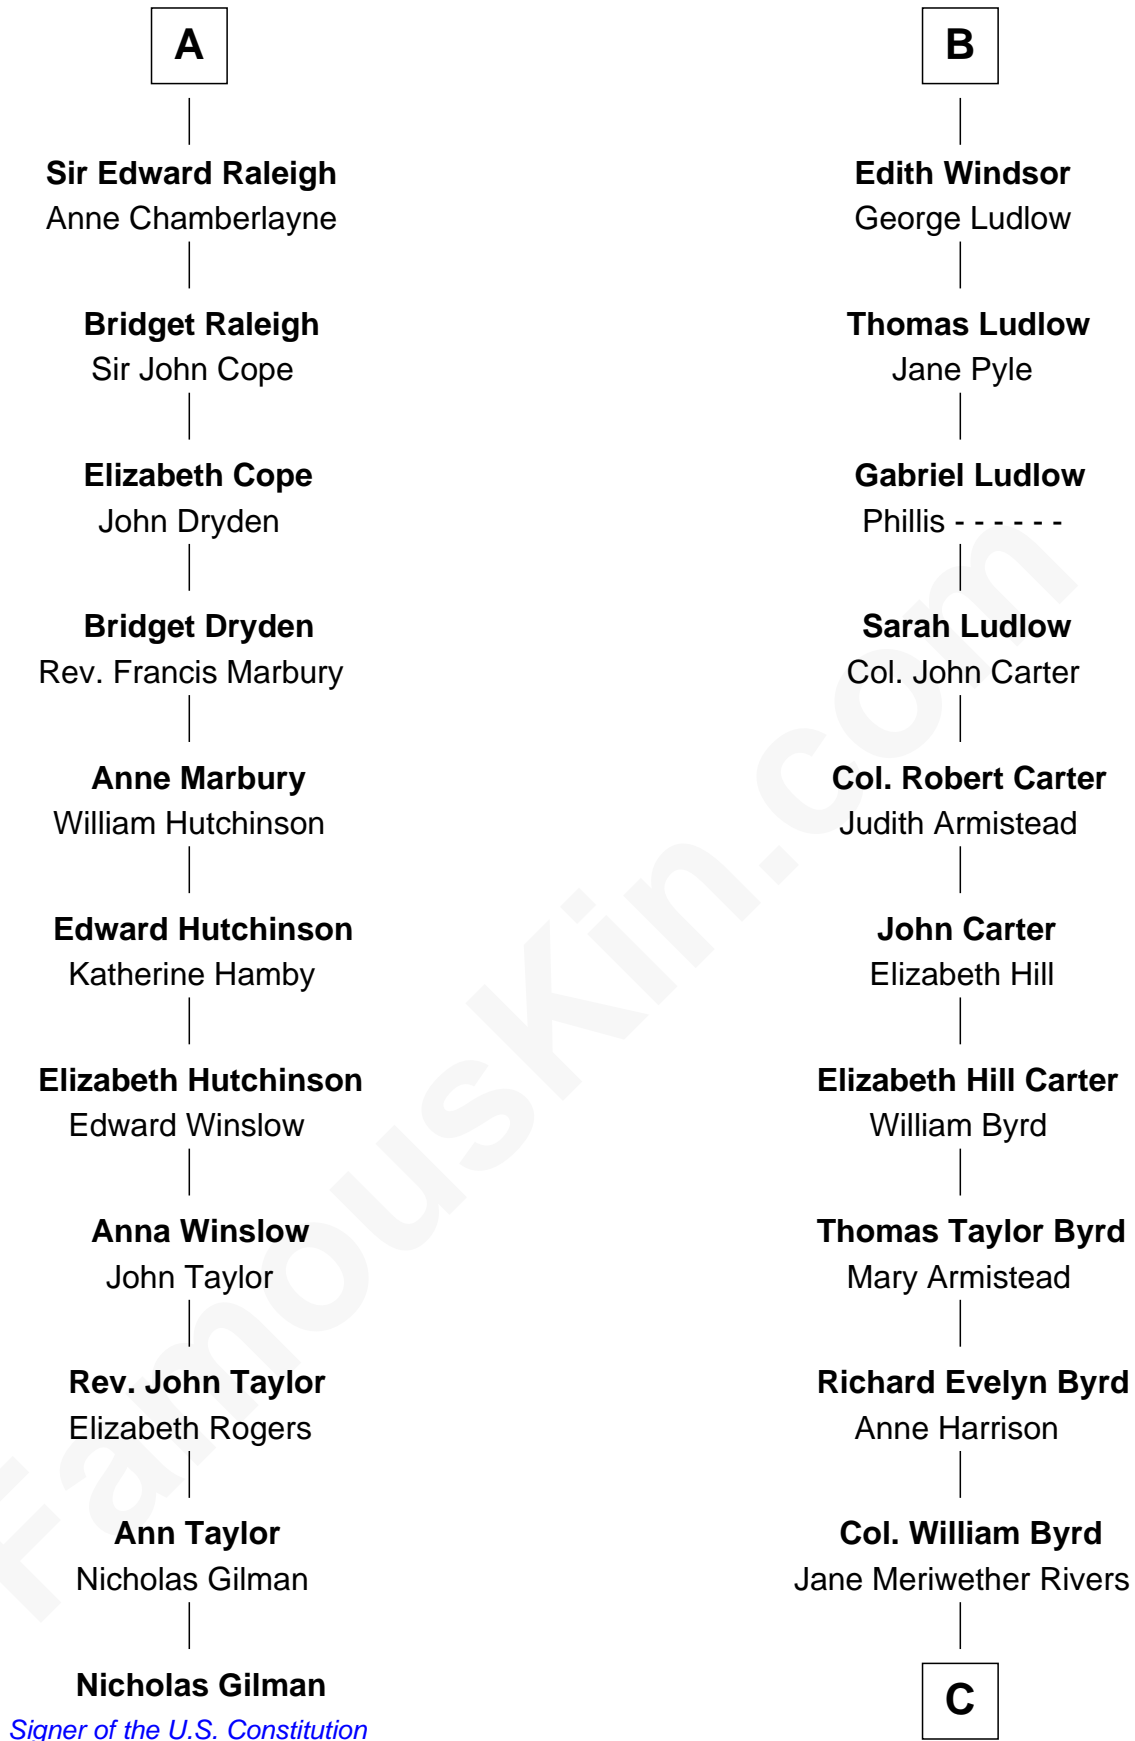 A
Sir Edward Raleigh
Anne Chamberlayne
Bridget Raleigh
Sir John Cope
Elizabeth Cope
John Dryden
Bridget Dryden
Rev. Francis Marbury
Anne Marbury
William Hutchinson
Edward Hutchinson
Katherine Hamby
Elizabeth Hutchinson
Edward Winslow
Anna Winslow
John Taylor
Rev. John Taylor
Elizabeth Rogers
Ann Taylor
Nicholas Gilman
Nicholas Gilman
Signer of the U.S. Constitution
B
Edith Windsor
George Ludlow
Thomas Ludlow
Jane Pyle
Gabriel Ludlow
Phillis - - - - - -
Sarah Ludlow
Col. John Carter
Col. Robert Carter
Judith Armistead
John Carter
Elizabeth Hill
Elizabeth Hill Carter
William Byrd
Thomas Taylor Byrd
Mary Armistead
Richard Evelyn Byrd
Anne Harrison
Col. William Byrd
Jane Meriwether Rivers
C
FamousKin.com